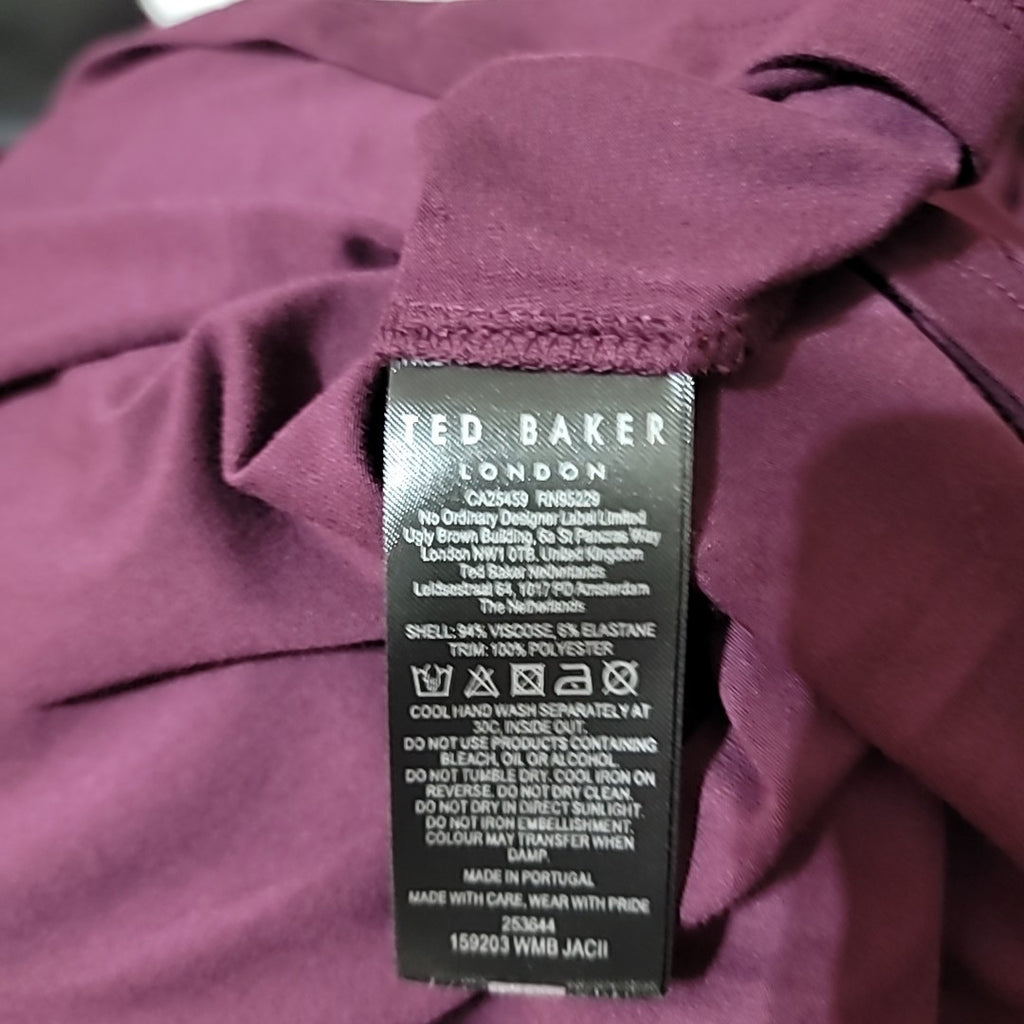 TED BAKER
LONDON
CA25459 RN95229
No Ordinary Designer Label Limited
Ugly Brown Building, 6a St Pancras Way
London NW1 0TB. United Kingdom
Ted Baker Netherlands
Leidsestraat 64, 1017 PD Amsterdam
The Netherlands
SHELL: 94% VISCOSE, 6% ELASTANE
TRIM: 100% POLYESTER
COOL HAND WASH SEPARATELY AT
30C, INSIDE OUT.
DO NOT USE PRODUCTS CONTAINING
BLEACH, OIL OR ALCOHOL.
DO NOT TUMBLE DRY. COOL IRON ON
REVERSE. DO NOT DRY CLEAN.
DO NOT DRY IN DIRECT SUNLIGHT.
DO NOT IRON EMBELLISHMENT.
COLOUR MAY TRANSFER WHEN
DAMP.
MADE IN PORTUGAL
MADE WITH CARE, WEAR WITH PRIDE
253644
159203 WMB JACII